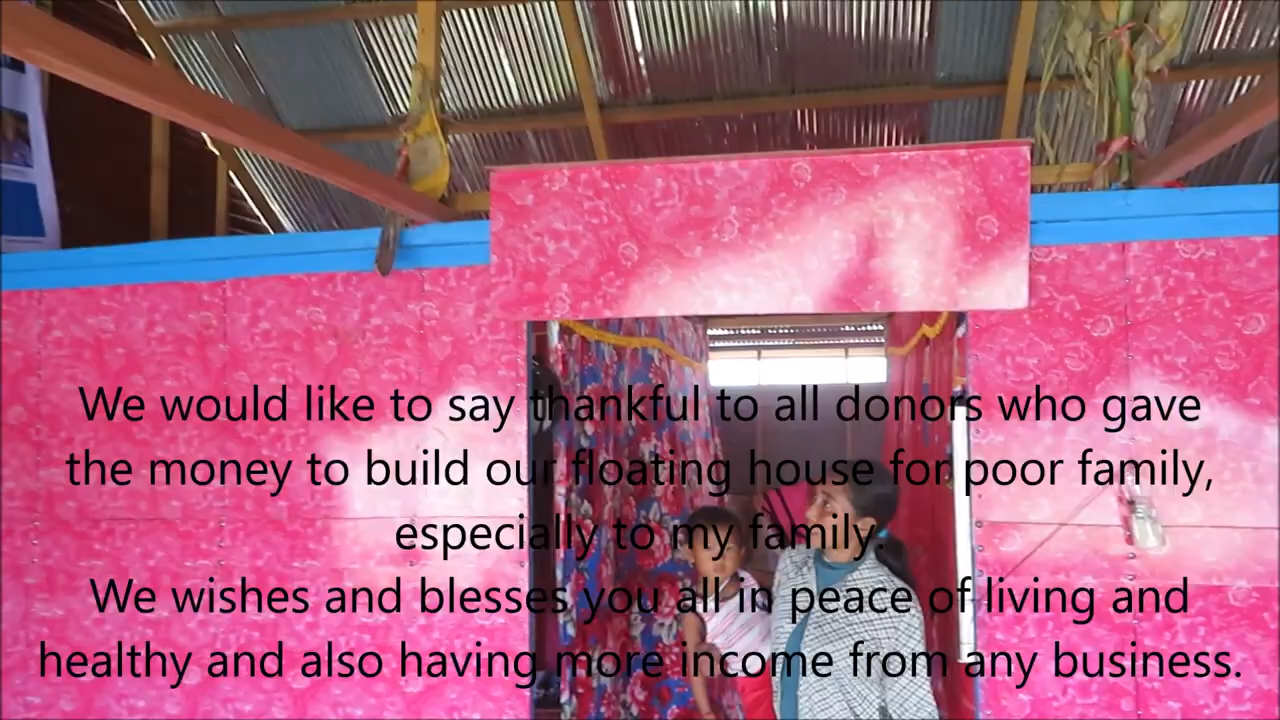 We would like to say thankful to all donors who gave
the money to build our floating house for poor family,
especially to my family.
We wishes and blesses you all in peace of living and
healthy and also having more income from any business.